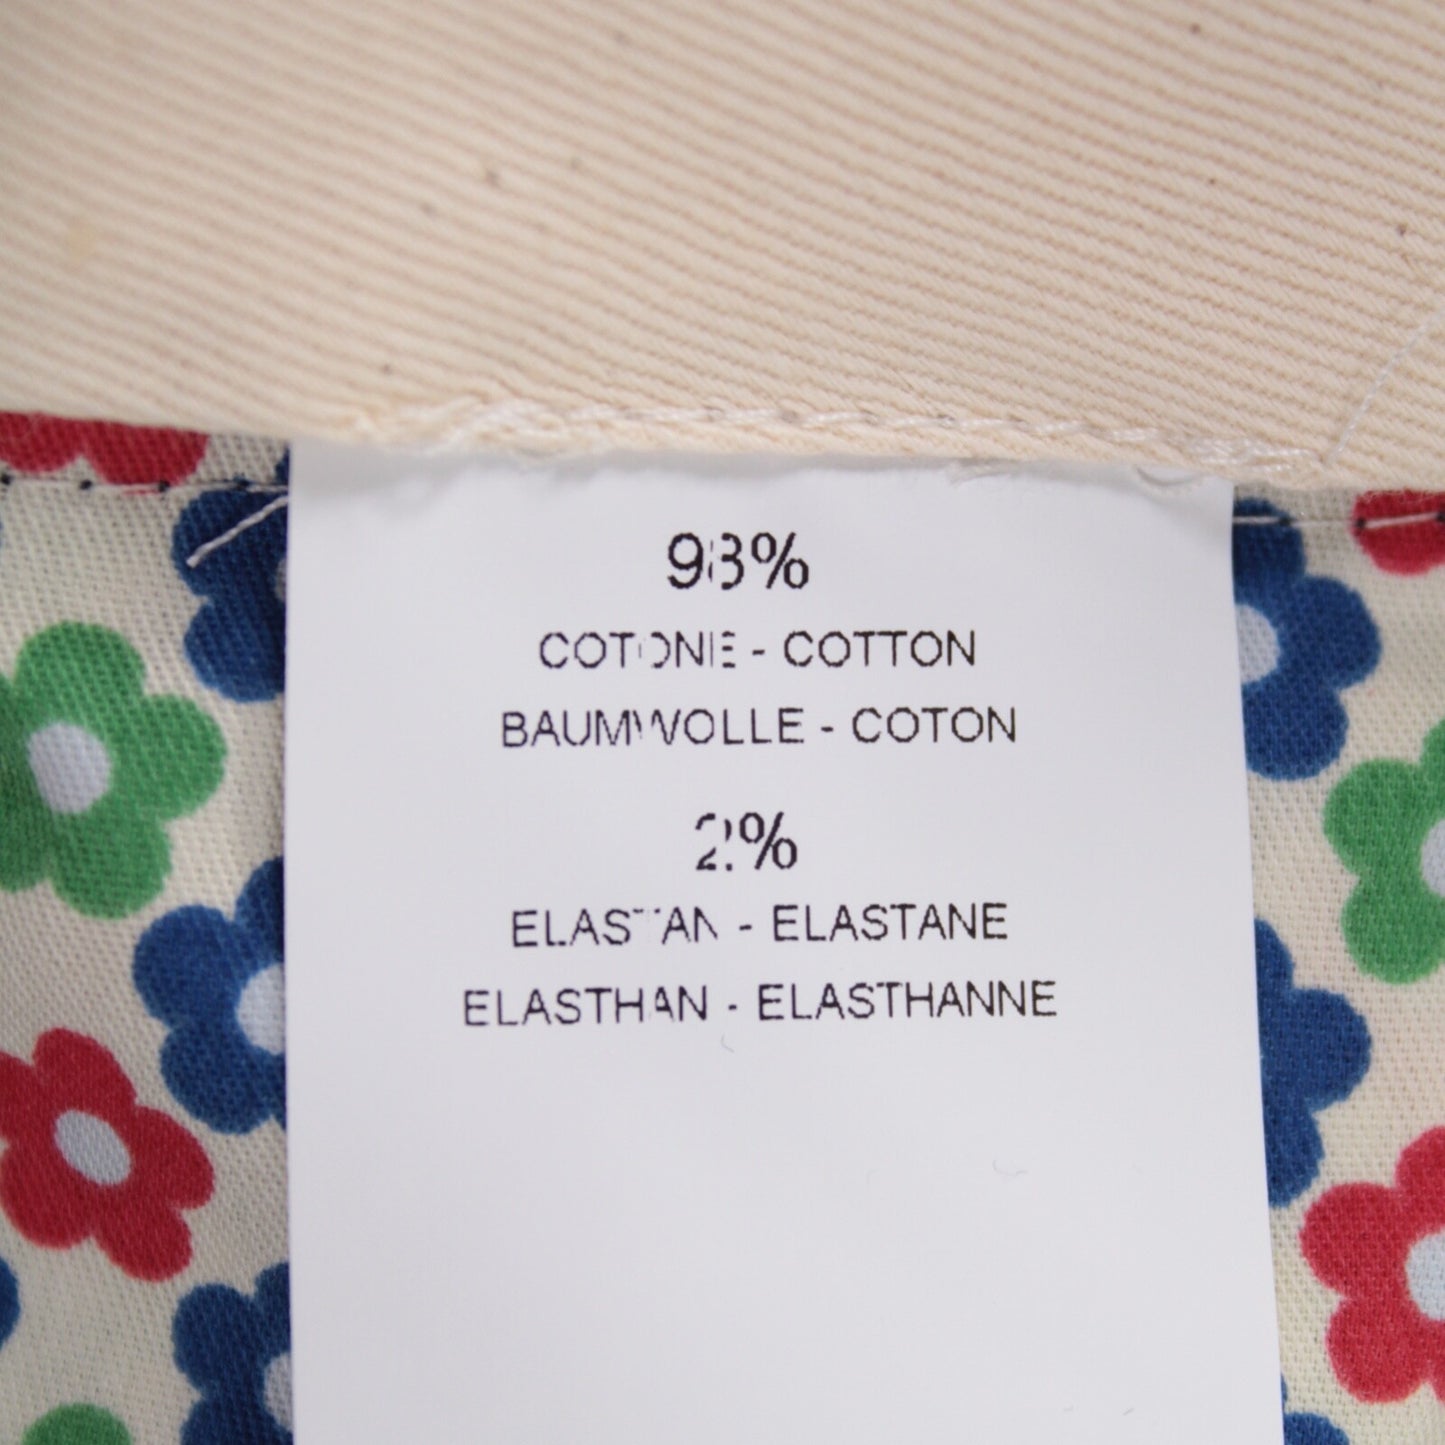 98%
COTONE - COTTON
BAUMWOLLE - COTON
2%
ELASTAN - ELASTANE
ELASTHAN - ELASTHANNE